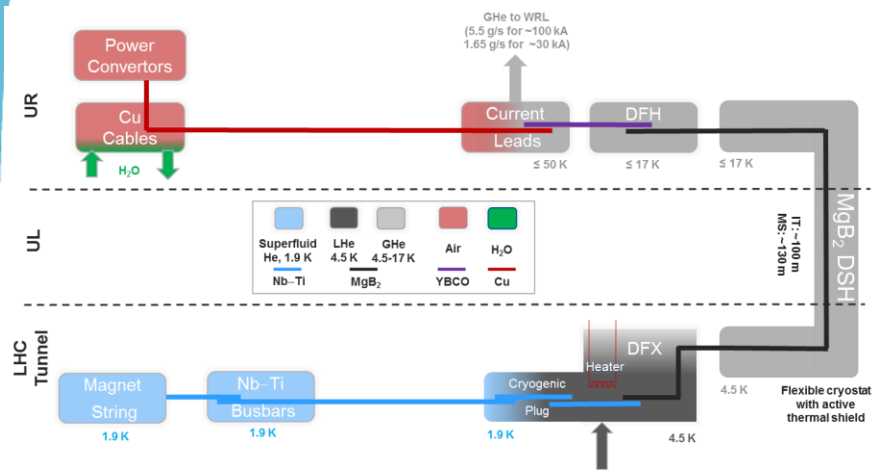 GHe to WRL
(5.5 g/s for ~100 kA
1.65 g/s for ~30 kA)
UR
Power
Convertors
Cu
Cables
H₂O
Current
Leads
≤ 50 K
DFH
≤ 17 K
≤ 17 K
UL
Superfluid
He, 1.9 K
LHe
4.5 K
GHe
4.5-17 K
Air
H₂O
Nb–Ti
MgB₂
YBCO
Cu
IT: ~100 m
MS: ~130 m
MgB₂ DSH
LHC
Tunnel
Magnet
String
1.9 K
Nb–Ti
Busbars
1.9 K
DFX
Heater
Cryogenic
Plug
1.9 K
4.5 K
4.5 K
Flexible cryostat
with active
thermal shield